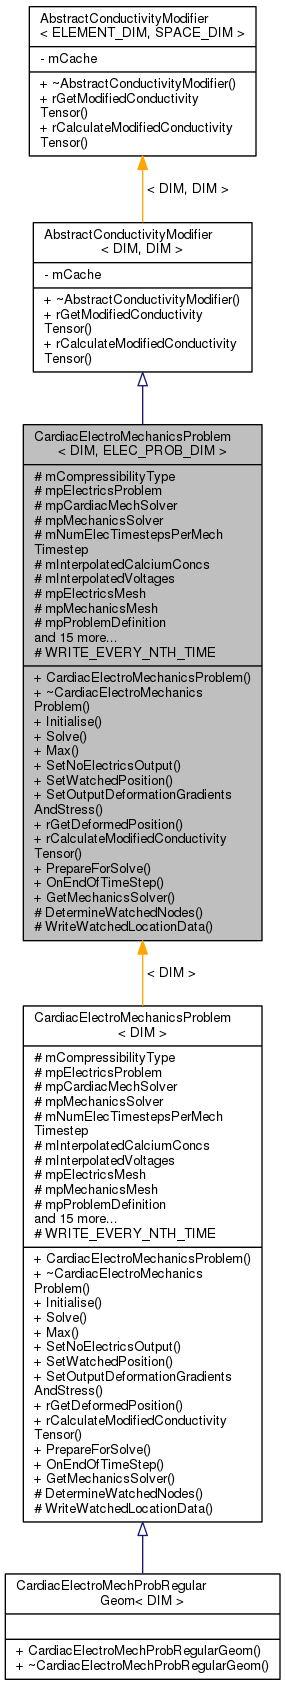 AbstractConductivityModifier
< ELEMENT_DIM, SPACE_DIM >
- mCache
+ ~AbstractConductivityModifier()
+ rGetModifiedConductivity
Tensor()
+ rCalculateModifiedConductivity
Tensor()
< DIM, DIM >
AbstractConductivityModifier
< DIM, DIM >
- mCache
+ ~AbstractConductivityModifier()
+ rGetModifiedConductivity
Tensor()
+ rCalculateModifiedConductivity
Tensor()
CardiacElectroMechanicsProblem
< DIM, ELEC_PROB_DIM >
# mCompressibilityType
# mpElectricsProblem
# mpCardiacMechSolver
# mpMechanicsSolver
# mNumElecTimestepsPerMech
Timestep
# mInterpolatedCalciumConcs
# mInterpolatedVoltages
# mpElectricsMesh
# mpMechanicsMesh
# mpProblemDefinition
and 15 more...
# WRITE_EVERY_NTH_TIME
+ CardiacElectroMechanicsProblem()
+ ~CardiacElectroMechanics
Problem()
+ Initialise()
+ Solve()
+ Max()
+ SetNoElectricsOutput()
+ SetWatchedPosition()
+ SetOutputDeformationGradients
AndStress()
+ rGetDeformedPosition()
+ rCalculateModifiedConductivity
Tensor()
+ PrepareForSolve()
+ OnEndOfTimeStep()
+ GetMechanicsSolver()
# DetermineWatchedNodes()
# WriteWatchedLocationData()
< DIM >
CardiacElectroMechanicsProblem
< DIM >
# mCompressibilityType
# mpElectricsProblem
# mpCardiacMechSolver
# mpMechanicsSolver
# mNumElecTimestepsPerMech
Timestep
# mInterpolatedCalciumConcs
# mInterpolatedVoltages
# mpElectricsMesh
# mpMechanicsMesh
# mpProblemDefinition
and 15 more...
# WRITE_EVERY_NTH_TIME
+ CardiacElectroMechanicsProblem()
+ ~CardiacElectroMechanics
Problem()
+ Initialise()
+ Solve()
+ Max()
+ SetNoElectricsOutput()
+ SetWatchedPosition()
+ SetOutputDeformationGradients
AndStress()
+ rGetDeformedPosition()
+ rCalculateModifiedConductivity
Tensor()
+ PrepareForSolve()
+ OnEndOfTimeStep()
+ GetMechanicsSolver()
# DetermineWatchedNodes()
# WriteWatchedLocationData()
CardiacElectroMechProbRegular
Geom< DIM >
+ CardiacElectroMechProbRegularGeom()
+ ~CardiacElectroMechProbRegularGeom()